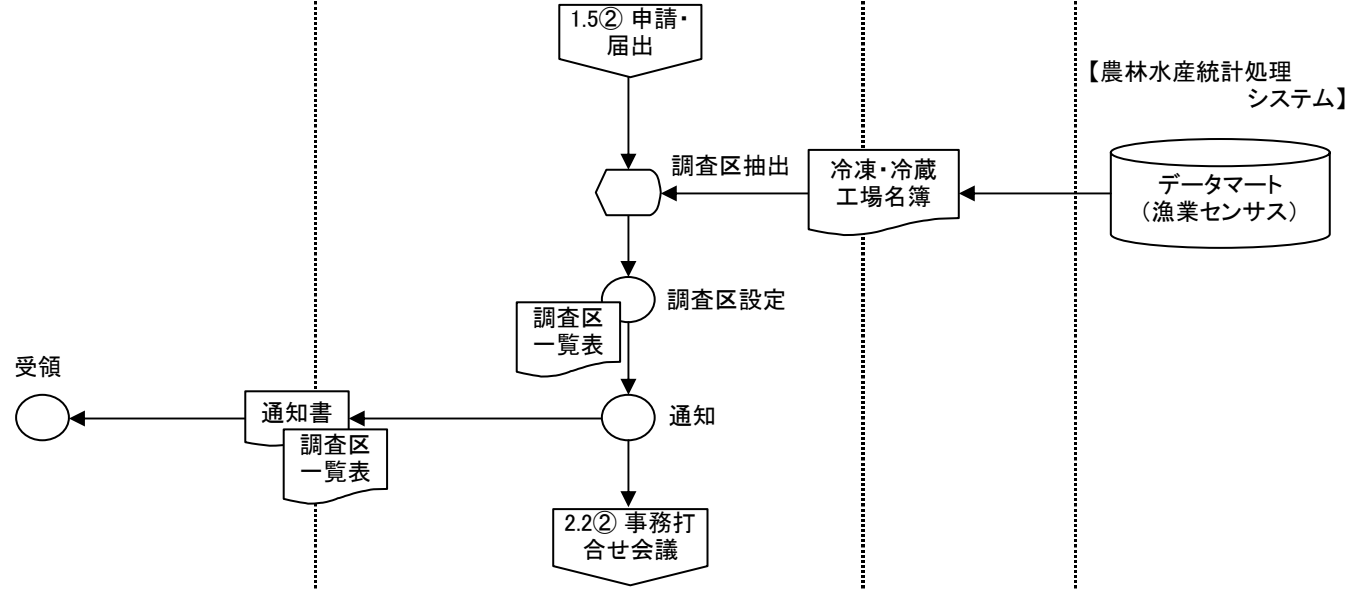 1.5② 申請・
届出
【農林水産統計処理
システム】
調査区抽出
冷凍・冷蔵
工場名簿
データマート
（漁業センサス）
調査区設定
調査区
一覧表
受領
通知書
通知
調査区
一覧表
2.2② 事務打
合せ会議